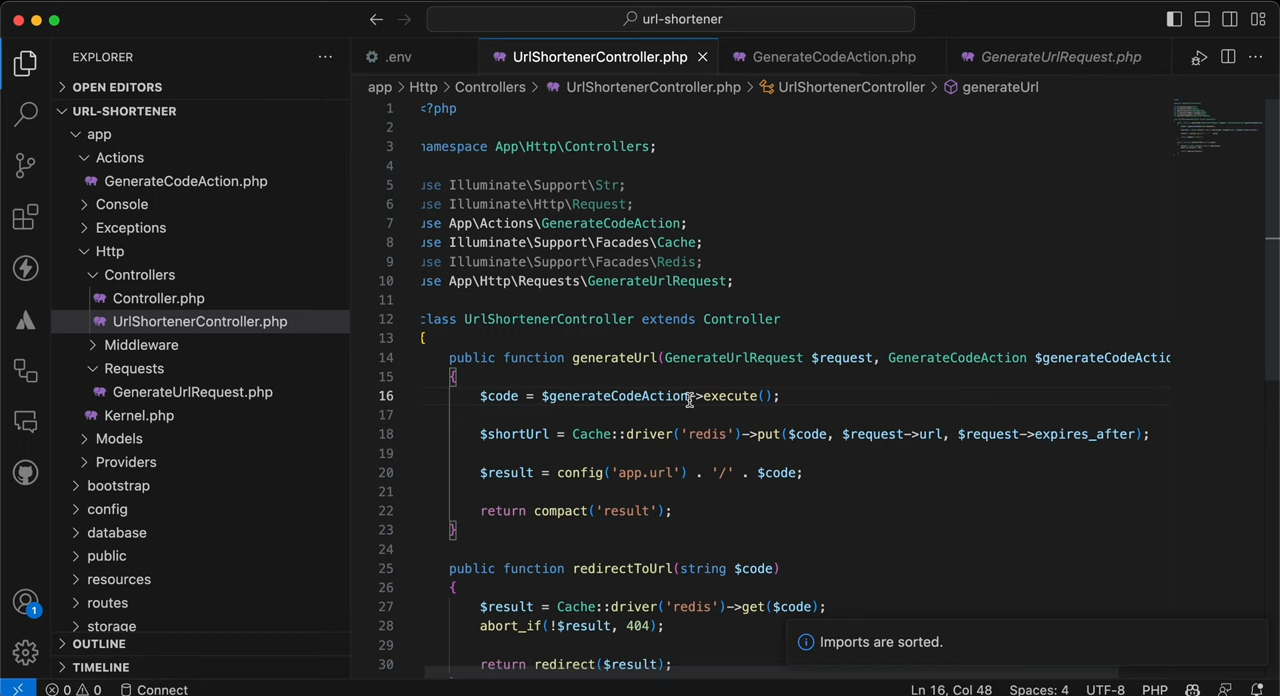 url-shortener
EXPLORER
OPEN EDITORS
URL-SHORTENER
app
Actions
GenerateCodeAction.php
Console
Exceptions
Http
Controllers
Controller.php
UrlShortenerController.php
Middleware
Requests
GenerateUrlRequest.php
Kernel.php
Models
Providers
bootstrap
config
database
public
resources
routes
storage
OUTLINE
TIMELINE
1
.env
UrlShortenerController.php
GenerateCodeAction.php
GenerateUrlRequest.php
app > Http > Controllers > UrlShortenerController.php > UrlShortenerController > generateUrl
1 <?php
2
3 namespace App\Http\Controllers;
4
5 use Illuminate\Support\Str;
6 use Illuminate\Http\Request;
7 use App\Actions\GenerateCodeAction;
8 use Illuminate\Support\Facades\Cache;
9 use Illuminate\Support\Facades\Redis;
10 use App\Http\Requests\GenerateUrlRequest;
11
12 class UrlShortenerController extends Controller
13 {
14 public function generateUrl(GenerateUrlRequest $request, GenerateCodeAction $generateCodeActio
15 {
16 $code = $generateCodeAction->execute();
17
18 $shortUrl = Cache::driver('redis')->put($code, $request->url, $request->expires_after);
19
20 $result = config('app.url') . '/' . $code;
21
22 return compact('result');
23 }
24
25 public function redirectToUrl(string $code)
26 {
27 $result = Cache::driver('redis')->get($code);
28 abort_if(!$result, 404);
29
30 return redirect($result);
Imports are sorted.
0 0 Connect
Ln 16, Col 48 Spaces: 4 UTF-8 PHP